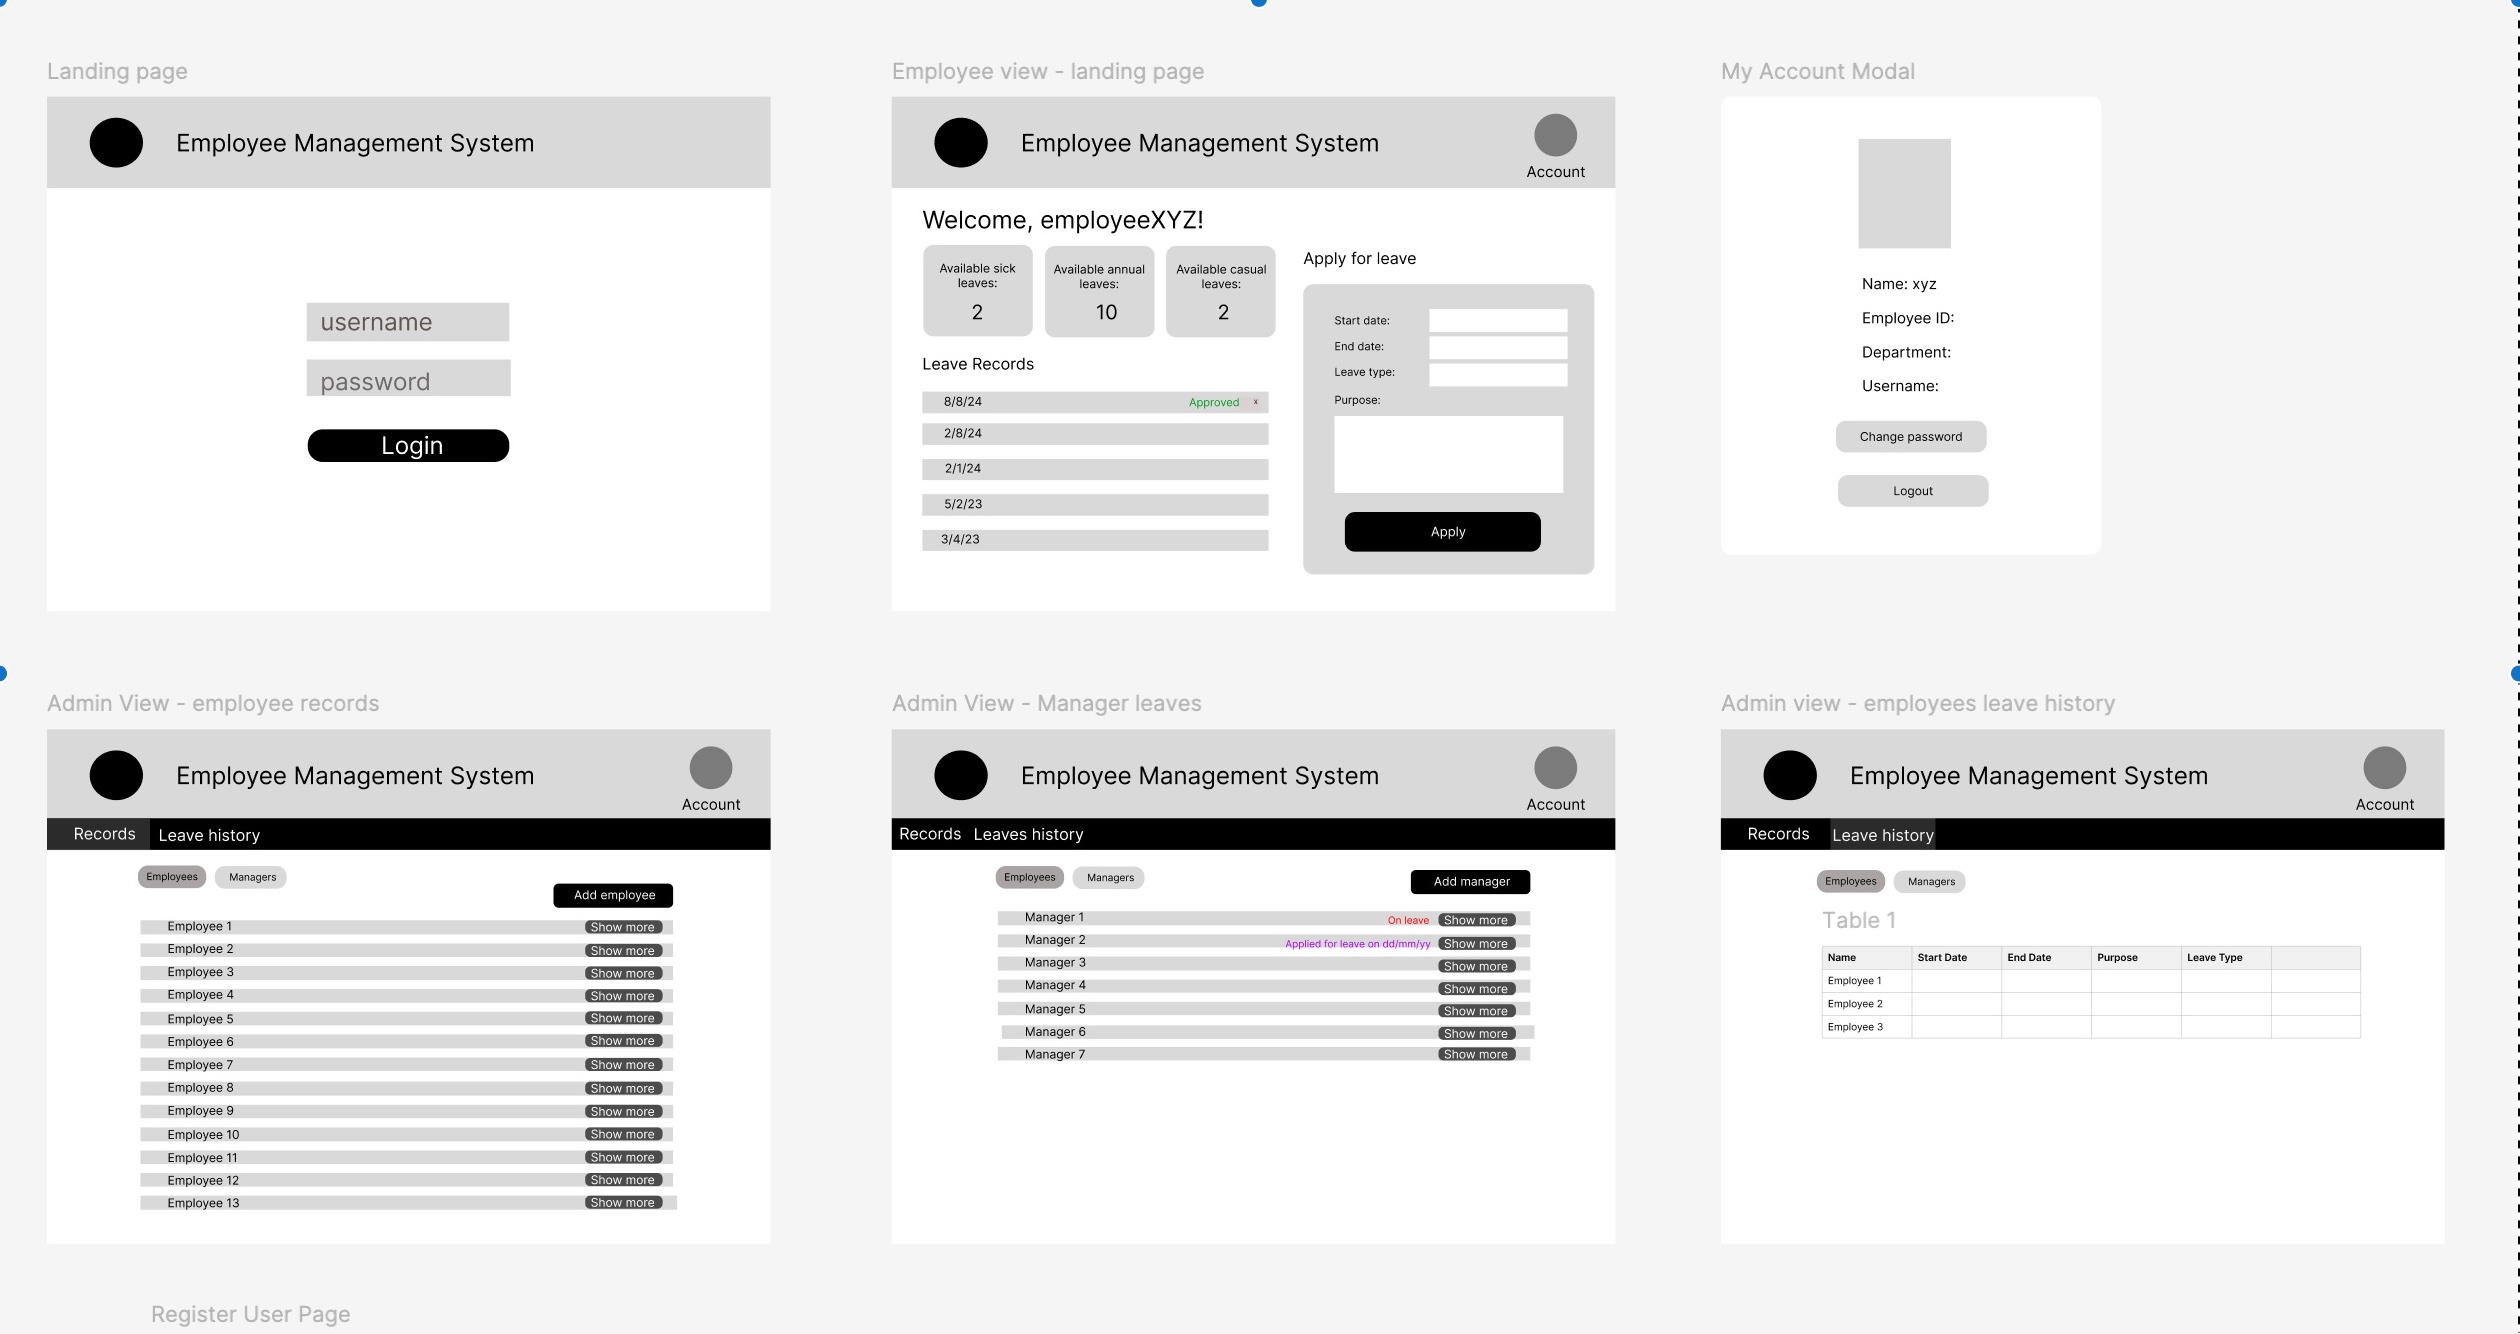 Landing page
Employee Management System
username
password
Login
Employee view - landing page
Employee Management System
Account
Welcome, employeeXYZ!
Available sick
leaves:
2
Available annual
leaves:
10
Available casual
leaves:
2
Leave Records
8/8/24 Approved x
2/8/24
2/1/24
5/2/23
3/4/23
Apply for leave
Start date:
End date:
Leave type:
Purpose:
Apply
My Account Modal
Name: xyz
Employee ID:
Department:
Username:
Change password
Logout
Admin View - employee records
Employee Management System
Account
Records Leave history
Employees Managers
Add employee
Employee 1 Show more
Employee 2 Show more
Employee 3 Show more
Employee 4 Show more
Employee 5 Show more
Employee 6 Show more
Employee 7 Show more
Employee 8 Show more
Employee 9 Show more
Employee 10 Show more
Employee 11 Show more
Employee 12 Show more
Employee 13 Show more
Admin View - Manager leaves
Employee Management System
Account
Records Leaves history
Employees Managers
Add manager
Manager 1 On leave Show more
Manager 2 Applied for leave on dd/mm/yy Show more
Manager 3 Show more
Manager 4 Show more
Manager 5 Show more
Manager 6 Show more
Manager 7 Show more
Admin view - employees leave history
Employee Management System
Account
Records Leave history
Employees Managers
Table 1
Name Start Date End Date Purpose Leave Type
Employee 1
Employee 2
Employee 3
Register User Page